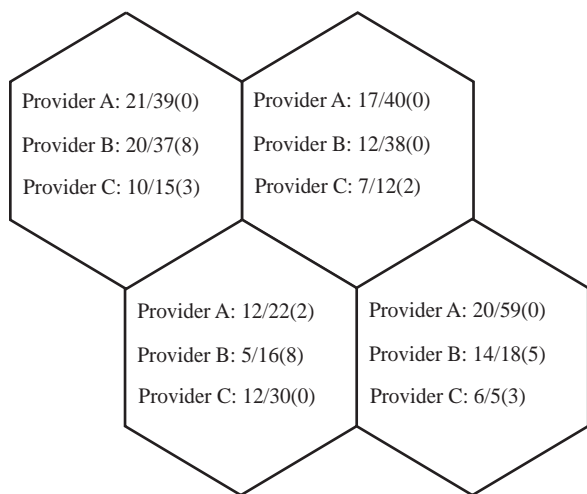 Provider A: 21/39(0)
Provider B: 20/37(8)
Provider C: 10/15(3)
Provider A: 17/40(0)
Provider B: 12/38(0)
Provider C: 7/12(2)
Provider A: 12/22(2)
Provider B: 5/16(8)
Provider C: 12/30(0)
Provider A: 20/59(0)
Provider B: 14/18(5)
Provider C: 6/5(3)